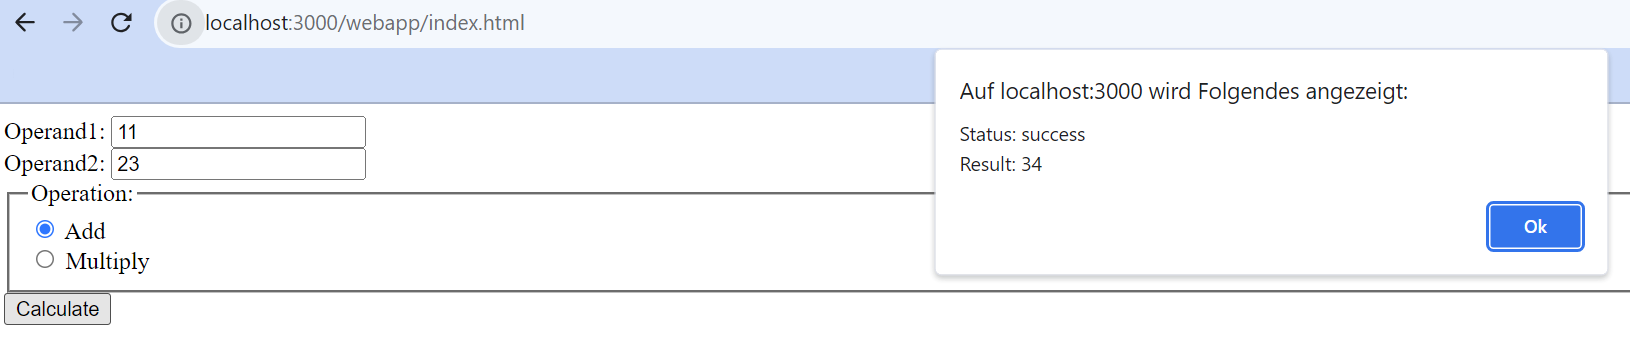 localhost:3000/webapp/index.html
Auf localhost:3000 wird Folgendes angezeigt:
Status: success
Result: 34
Ok
Operand1: 11
Operand2: 23
Operation:
Add
Multiply
Calculate